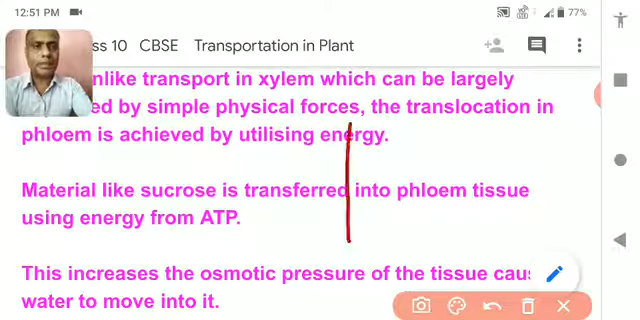 12:51 PM 77%
ss 10 CBSE Transportation in Plant
nlike transport in xylem which can be largely
ed by simple physical forces, the translocation in
phloem is achieved by utilising energy.
Material like sucrose is transferred into phloem tissue
using energy from ATP.
This increases the osmotic pressure of the tissue caus
water to move into it.